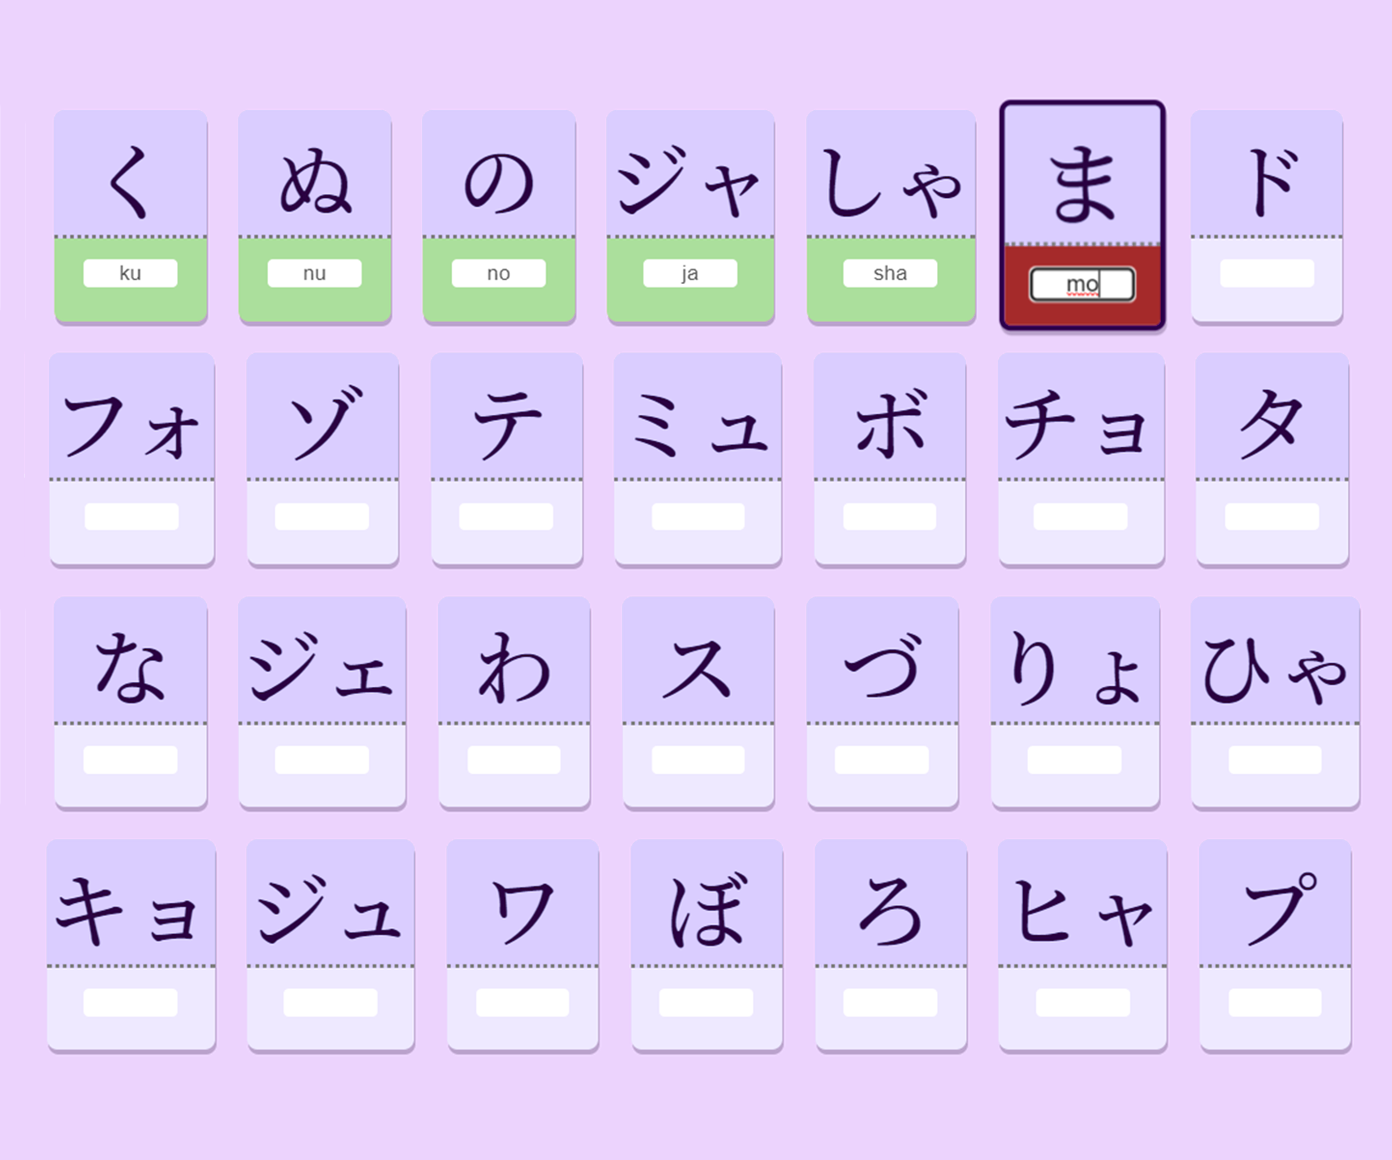 く ぬ の ジャ しゃ ま ド
ku nu no ja sha mo
フォ ゾ テ ミュ ボ チョ タ
な ジェ わ ス づ りょ ひゃ
キョ ジュ ワ ぼ ろ ヒャ プ